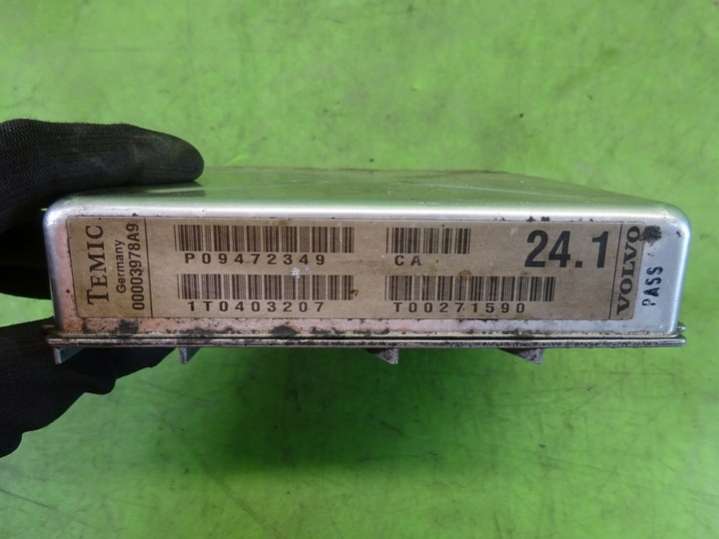 TEMIC
Germany
00003978A9
P09472349
CA
24.1
1T0403207
T00271590
VOLVO
PASS